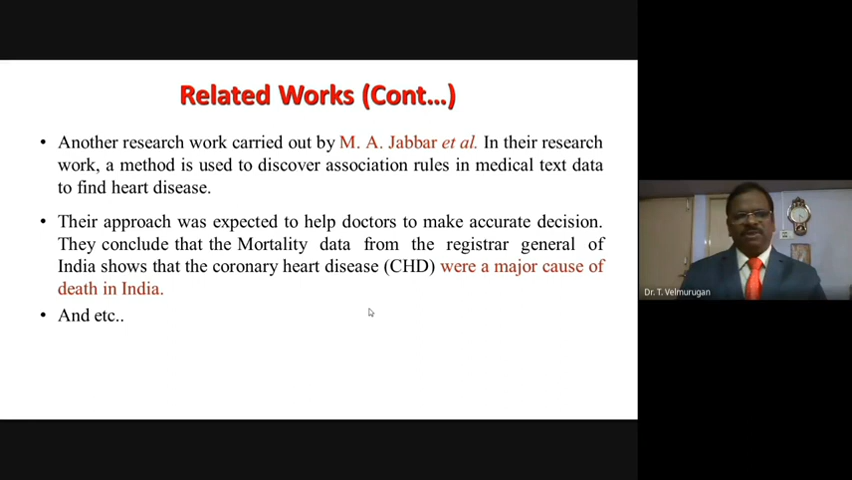 Related Works (Cont...)
• Another research work carried out by M. A. Jabbar et al. In their research
work, a method is used to discover association rules in medical text data
to find heart disease.
• Their approach was expected to help doctors to make accurate decision.
They conclude that the Mortality data from the registrar general of
India shows that the coronary heart disease (CHD) were a major cause of
death in India.
• And etc..
Dr. T. Velmurugan